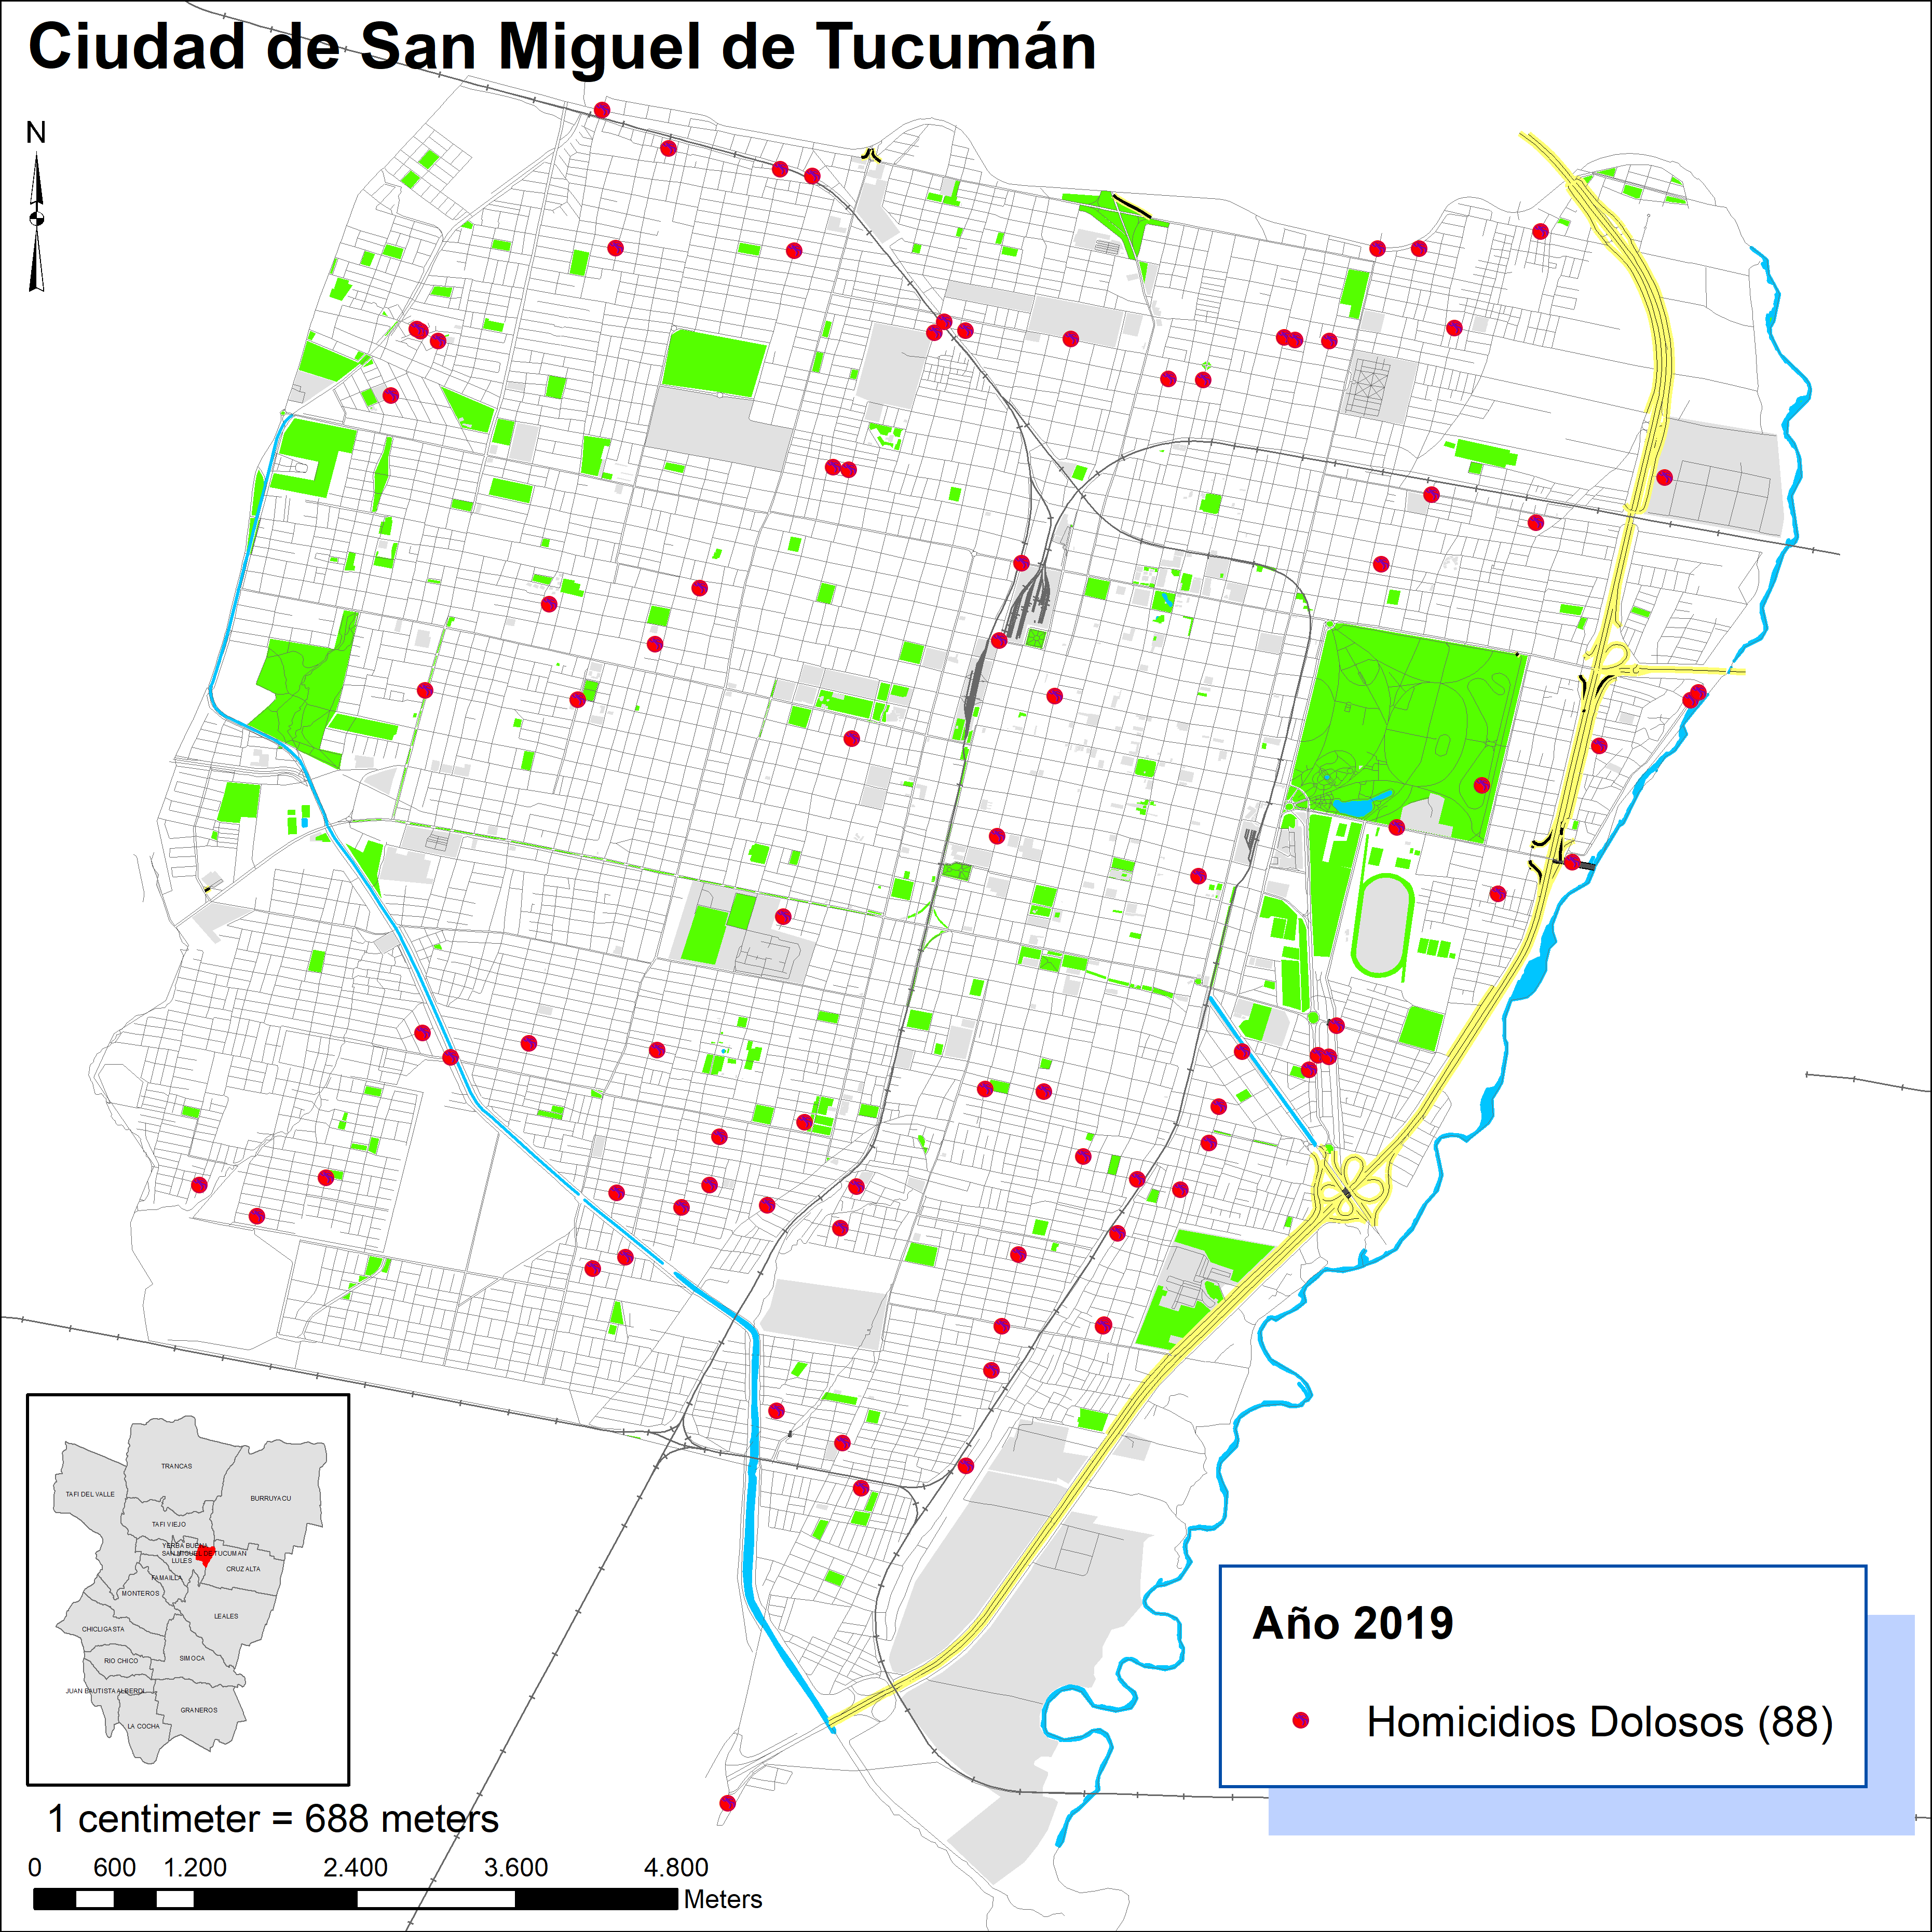 Ciudad de San Miguel de Tucumán
N
TRANCAS
TAFI DEL VALLE
BURRUYACU
TAFI VIEJO
YERBA BUENA
SAN MIGUEL DE TUCUMAN
LULES
CRUZ ALTA
FAMAILLA
MONTEROS
LEALES
CHICLIGASTA
SIMOCA
RIO CHICO
JUAN BAUTISTA ALBERDI
GRANEROS
LA COCHA
Año 2019
Homicidios Dolosos (88)
1 centimeter = 688 meters
0 600 1.200 2.400 3.600 4.800
Meters